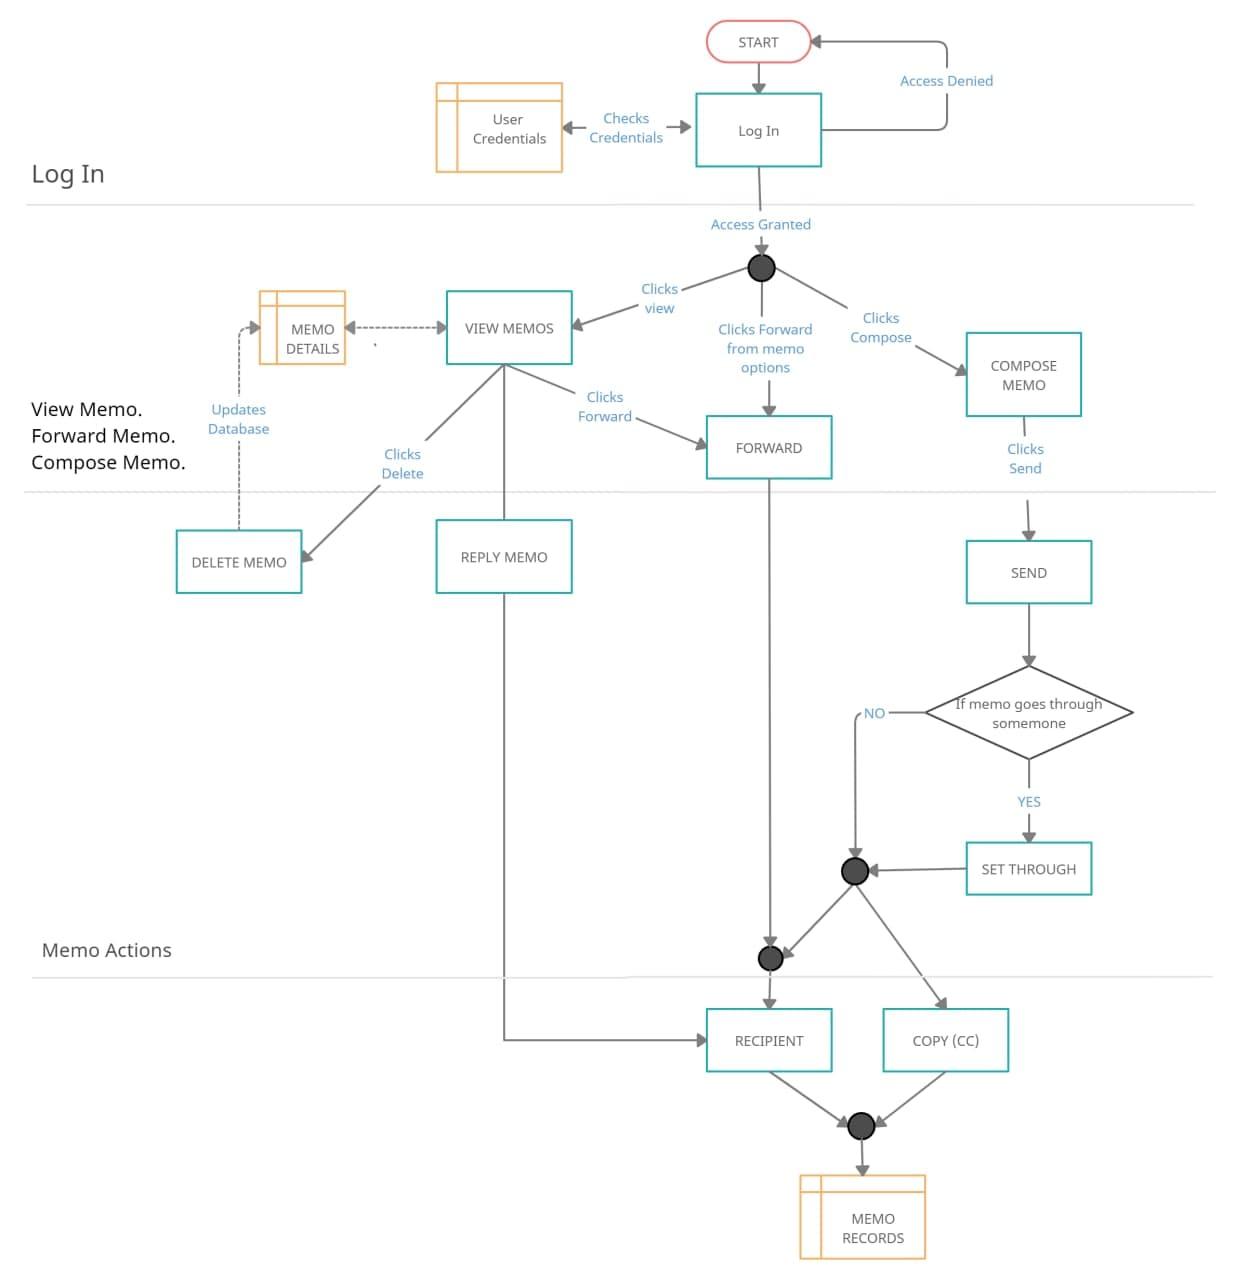 START
Access Denied
User
Credentials
Checks
Credentials
Log In
Log In
Access Granted
Clicks
view
MEMO
DETAILS
VIEW MEMOS
Clicks Forward
from memo
options
Clicks
Compose
COMPOSE
MEMO
View Memo.
Forward Memo.
Compose Memo.
Updates
Database
Clicks
Forward
Clicks
Delete
FORWARD
Clicks
Send
DELETE MEMO
REPLY MEMO
SEND
If memo goes through
somemone
NO
YES
SET THROUGH
Memo Actions
RECIPIENT
COPY (CC)
MEMO
RECORDS